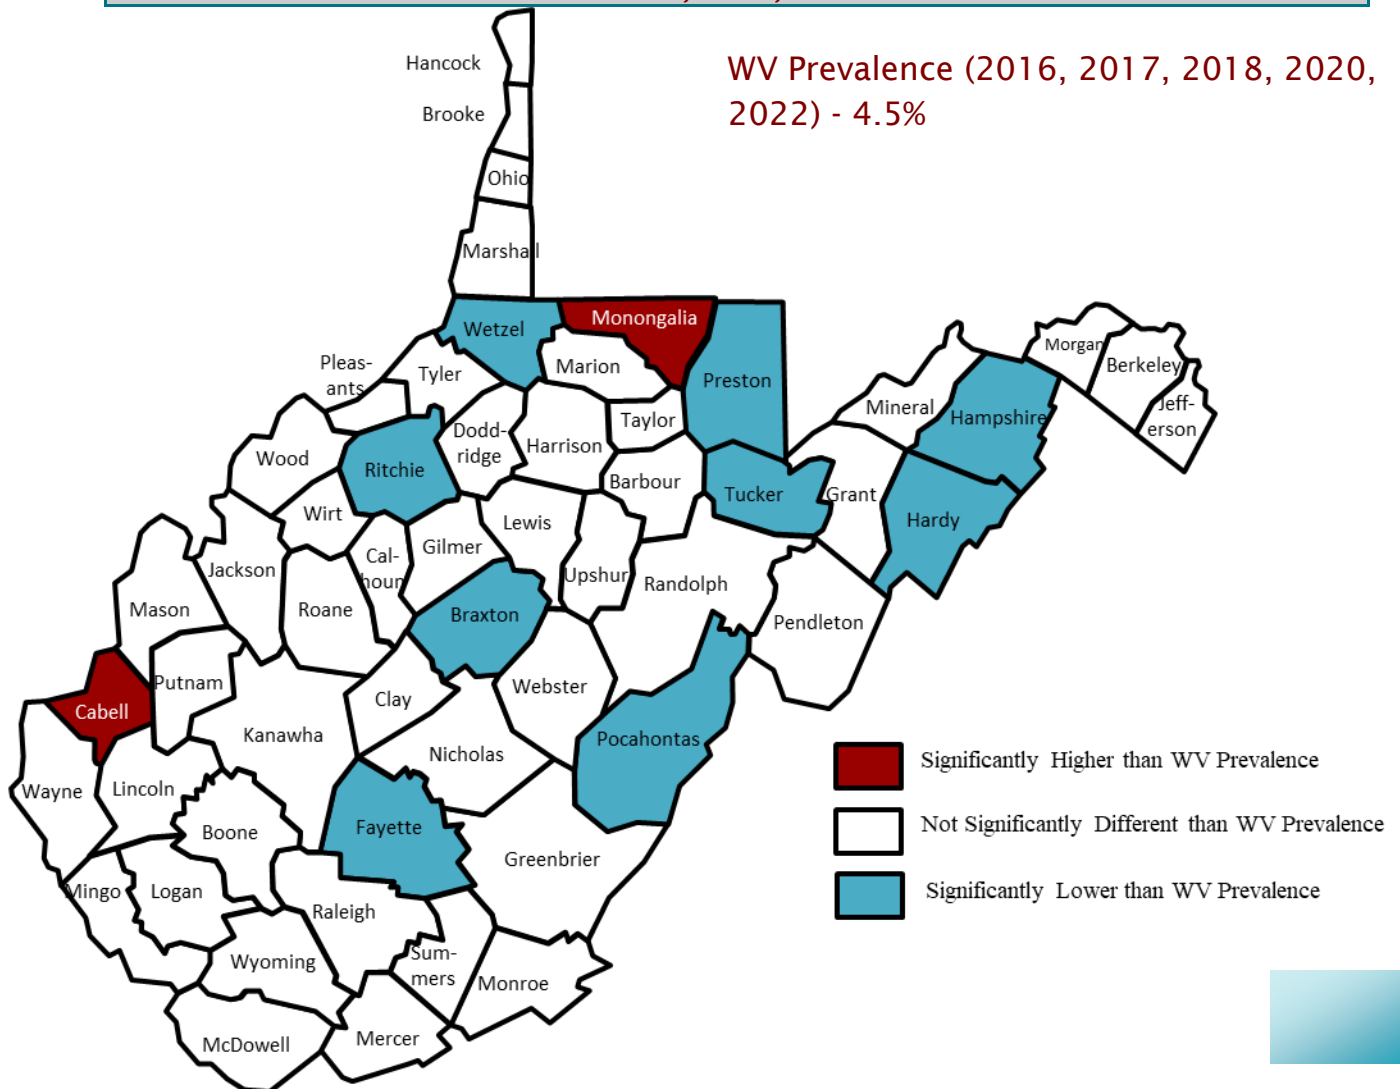 WV Prevalence (2016, 2017, 2018, 2020,
2022) - 4.5%
Hancock
Brooke
Ohio
Marshall
Wetzel
Monongalia
Marion
Preston
Pleas-
ants
Tyler
Morgan
Berkeley
Jeff-
erson
Mineral
Hampshire
Taylor
Dodd-
ridge
Harrison
Wood
Ritchie
Barbour
Tucker
Grant
Hardy
Wirt
Lewis
Gilmer
Cal-
houn
Upshur
Randolph
Jackson
Mason
Roane
Braxton
Pendleton
Putnam
Clay
Webster
Cabell
Kanawha
Nicholas
Pocahontas
Wayne
Lincoln
Boone
Fayette
Greenbrier
Mingo
Logan
Raleigh
Wyoming
Sum-
mers
Monroe
McDowell
Mercer
Significantly Higher than WV Prevalence
Not Significantly Different than WV Prevalence
Significantly Lower than WV Prevalence